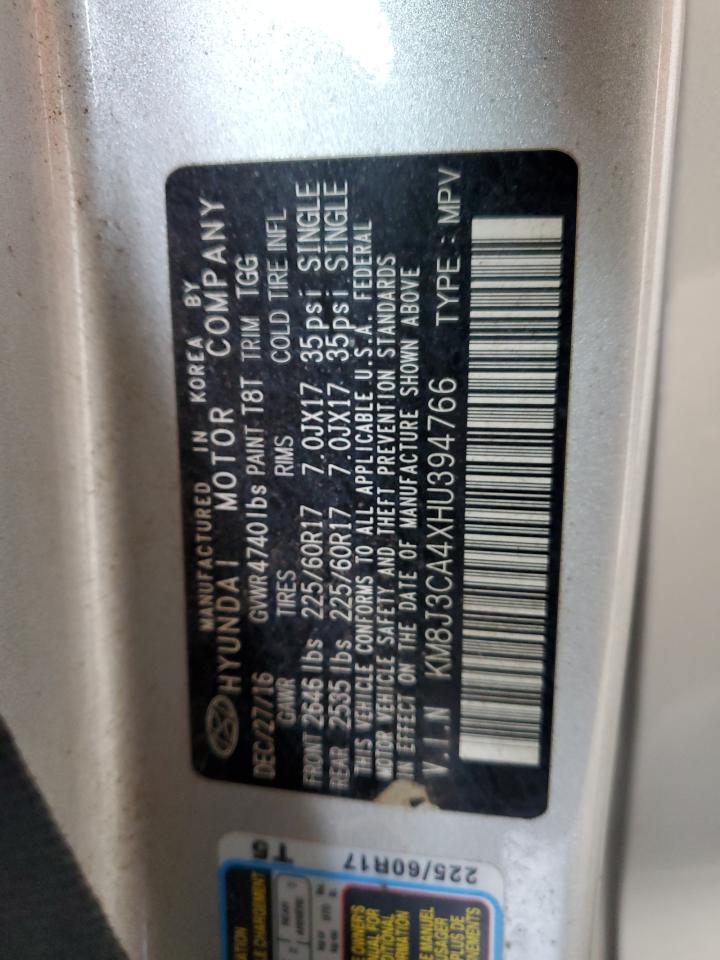 MANUFACTURED IN KOREA BY
HYUNDAI MOTOR COMPANY
DEC/27/16 GVWR 4740lbs PAINT T8T TRIM TGG
GAWR TIRES RIMS COLD TIRE INFL
FRONT 2646 lbs 225/60R17 7.0JX17 35psi SINGLE
REAR 2535 lbs 225/60R17 7.0JX17 35psi SINGLE
THIS VEHICLE CONFORMS TO ALL APPLICABLE U.S.A. FEDERAL
MOTOR VEHICLE SAFETY AND THEFT PREVENTION STANDARDS
IN EFFECT ON THE DATE OF MANUFACTURE SHOWN ABOVE
V.I.N KM8J3CA4XHU394766 TYPE : MPV
225/60R17 T5